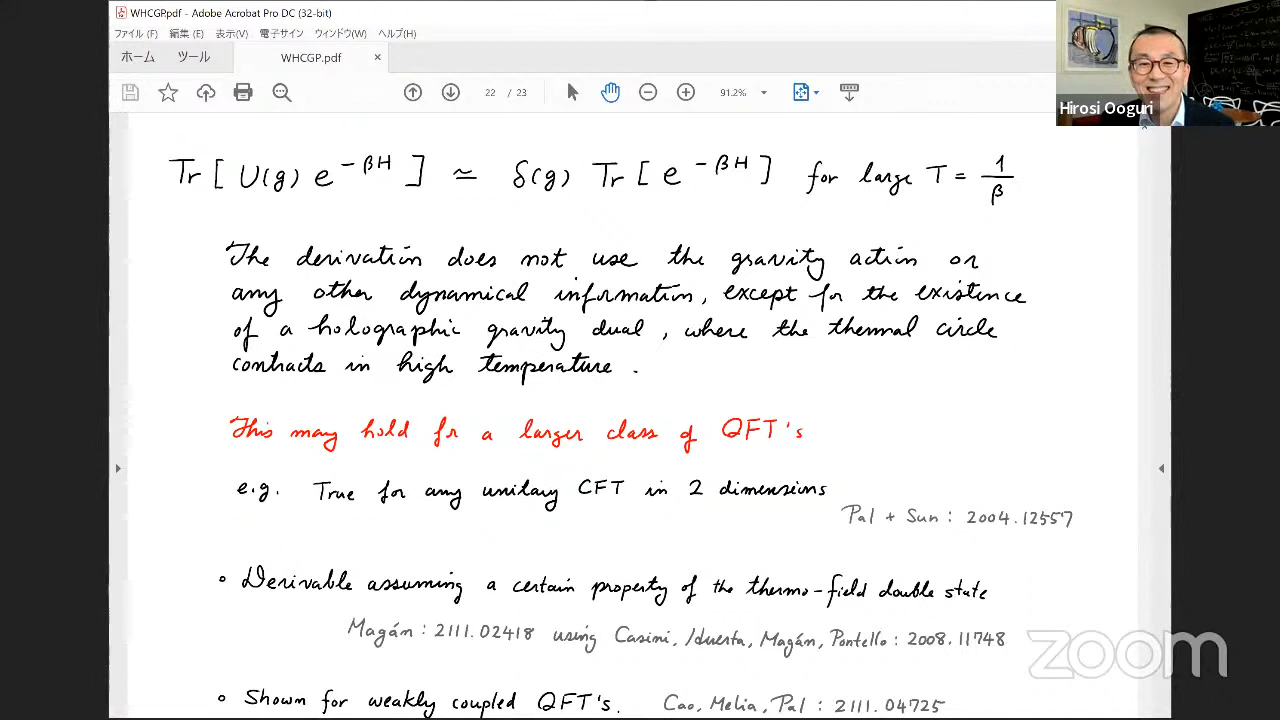 WHCGP.pdf - Adobe Acrobat Pro DC (32-bit)
ファイル(F) 編集(E) 表示(V) 電子サイン ウィンドウ(W) ヘルプ(H)
ホーム ツール WHCGP.pdf ×
22 / 23 91.2%
Hirosi Ooguri
Tr [ U(g) e^{-βH} ] ≃ δ(g) Tr [ e^{-βH} ] for large T = 1/β
The derivation does not use the gravity action or
any other dynamical information, except for the existence
of a holographic gravity dual, where the thermal circle
contracts in high temperature.
This may hold for a larger class of QFT's
e.g. True for any unitary CFT in 2 dimensions
Pal + Sun : 2004.12557
• Derivable assuming a certain property of the thermo-field double state
Magán : 2111.02418 using Casini, Huerta, Magán, Pontello : 2008.11748
zoom
• Shown for weakly coupled QFT's. Cao, Melia, Pal : 2111.04725